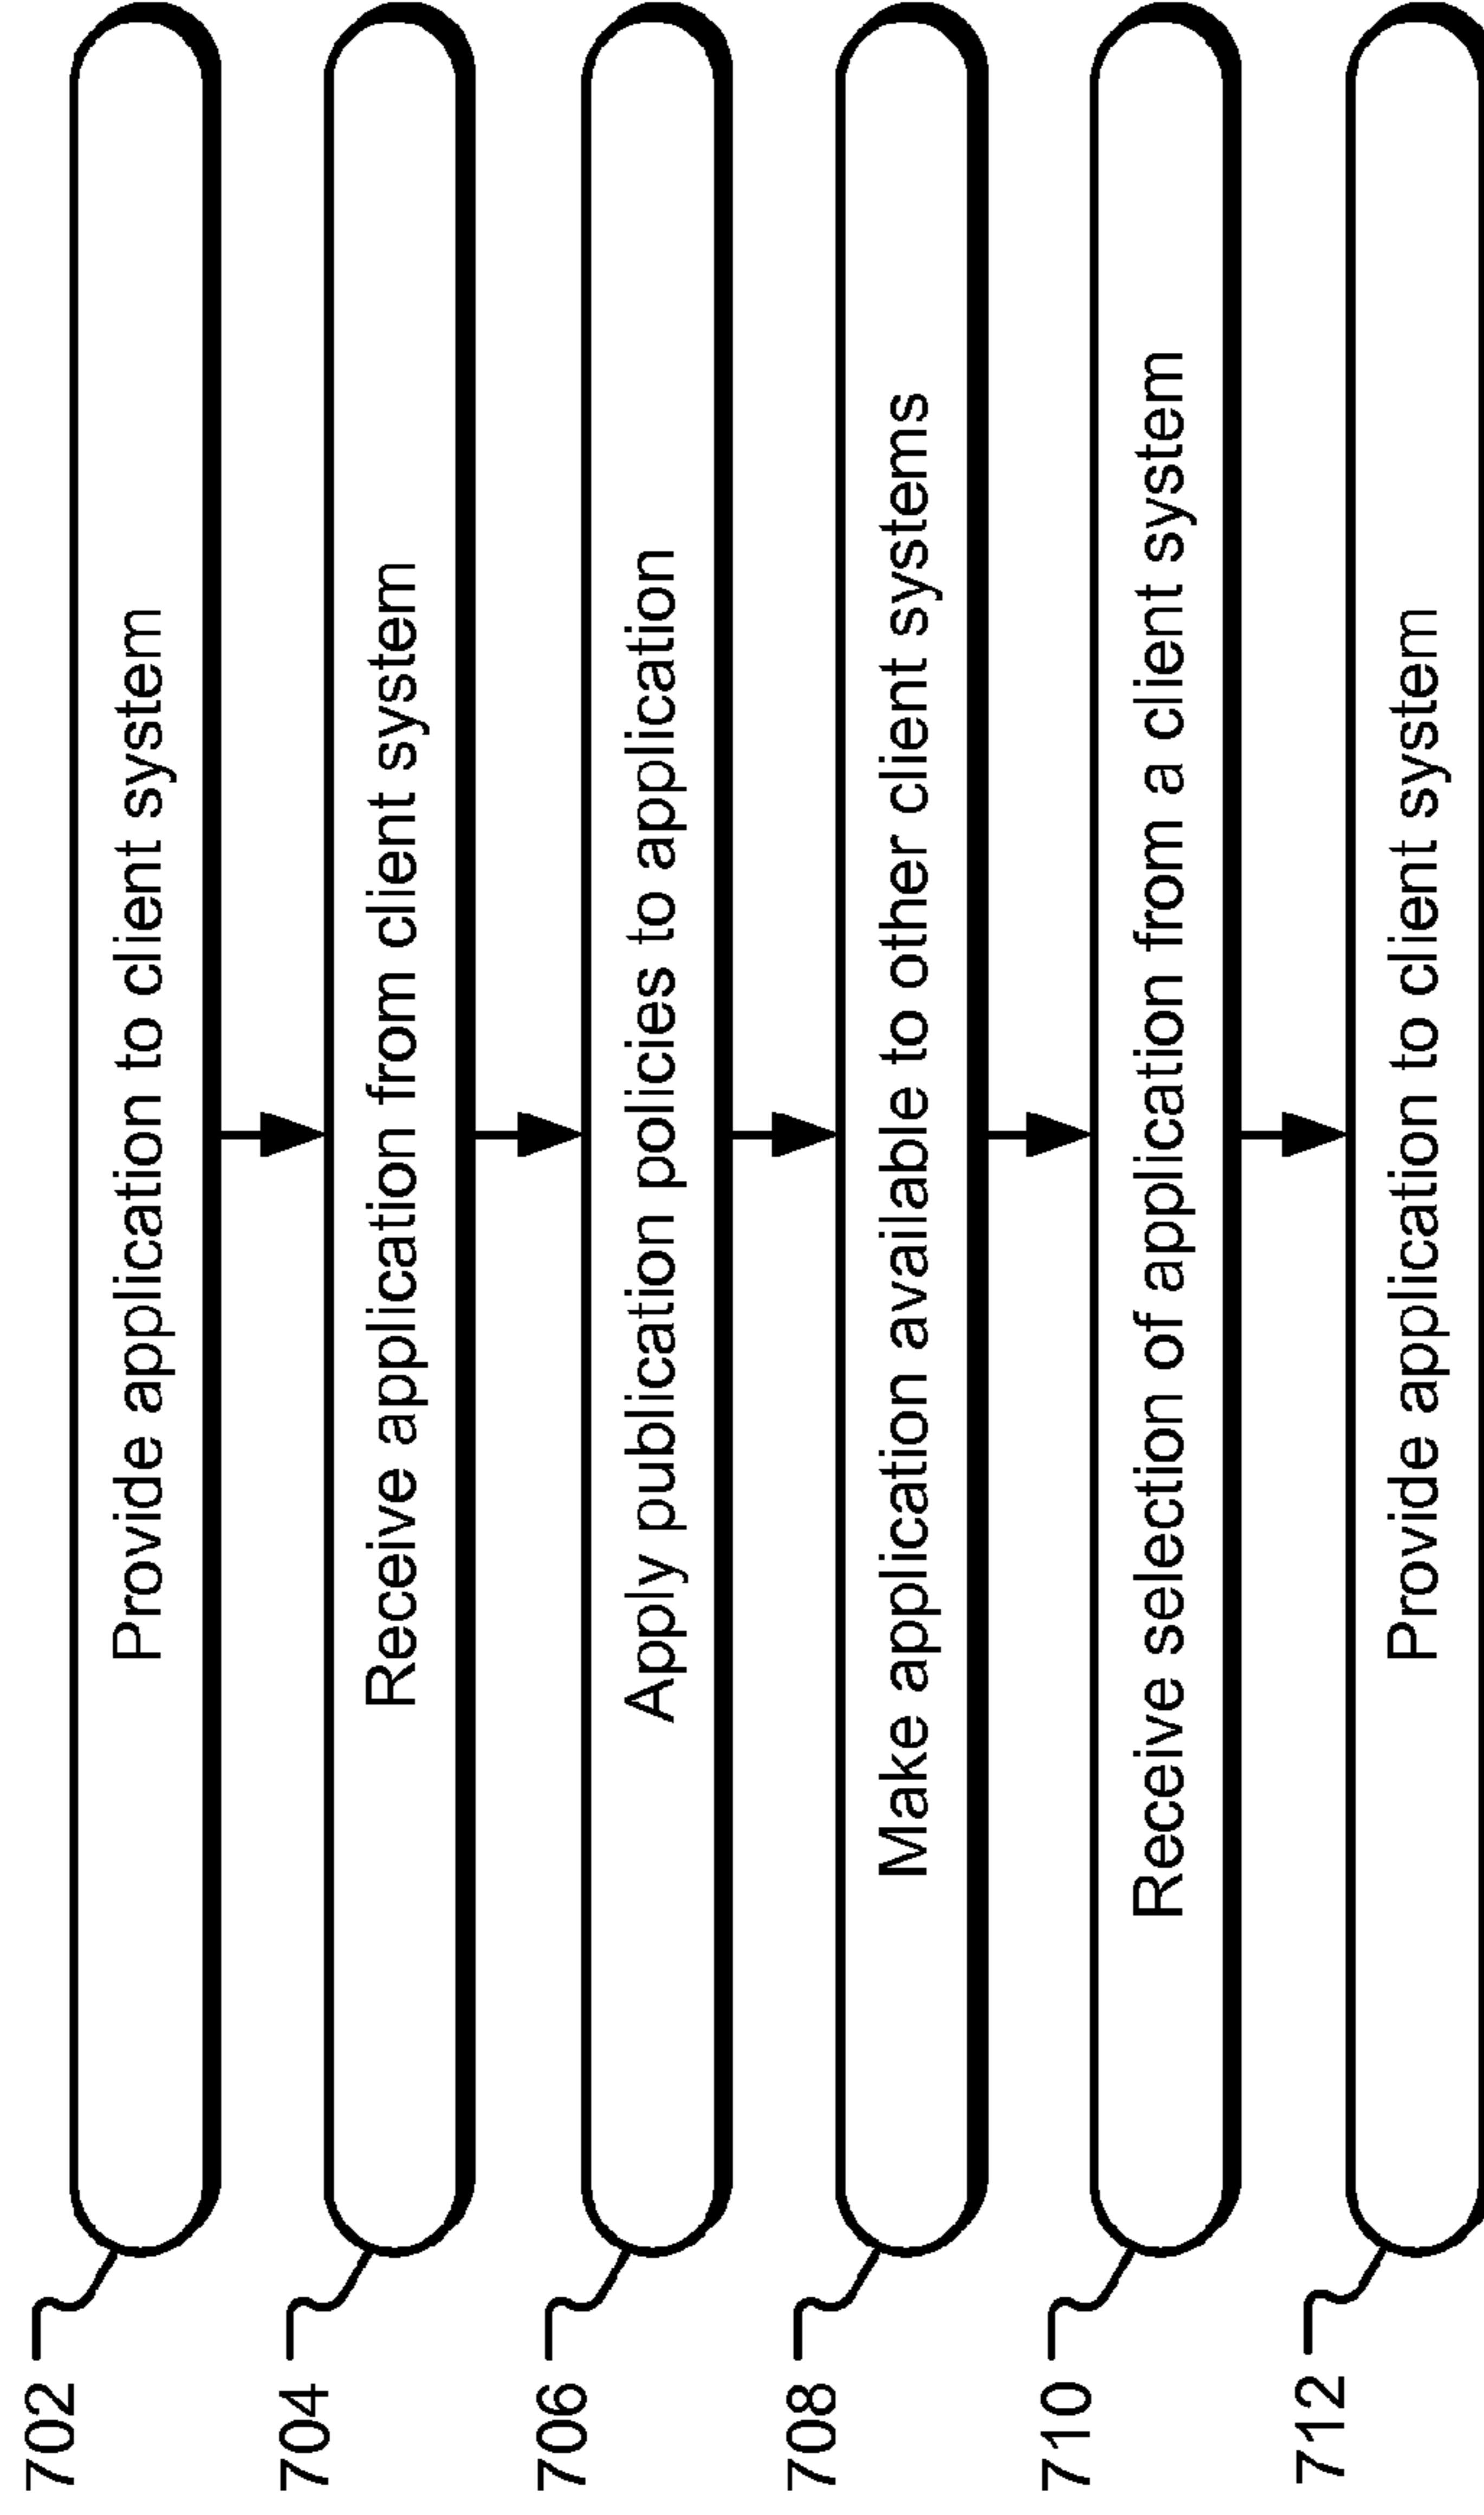 702
Provide application to client system
704
Receive application from client system
706
Apply publication policies to application
708
Make application available to other client systems
710
Receive selection of application from a client system
712
Provide application to client system